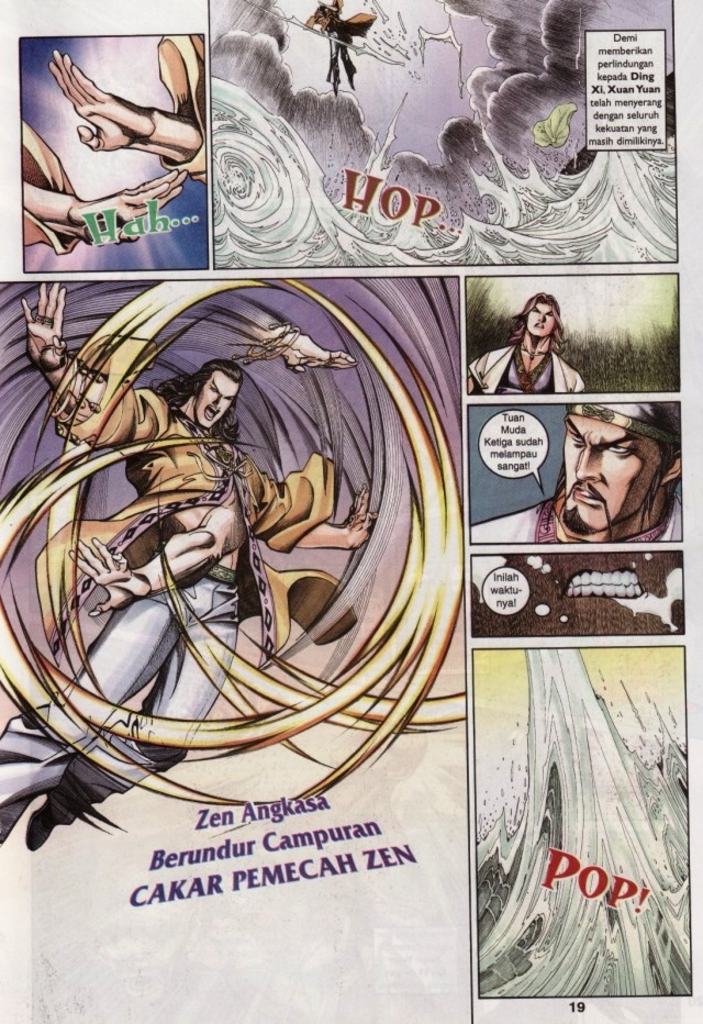 Hah...
HOP...
Demi
memberikan
perlindungan
kepada Ding
Xi, Xuan Yuan
telah menyerang
dengan seluruh
kekuatan yang
masih dimilikinya.
Zen Angkasa
Berundur Campuran
CAKAR PEMECAH ZEN
Tuan
Muda
Ketiga sudah
melampau
sangat!
Inilah
waktu-
nya!
POP!
19